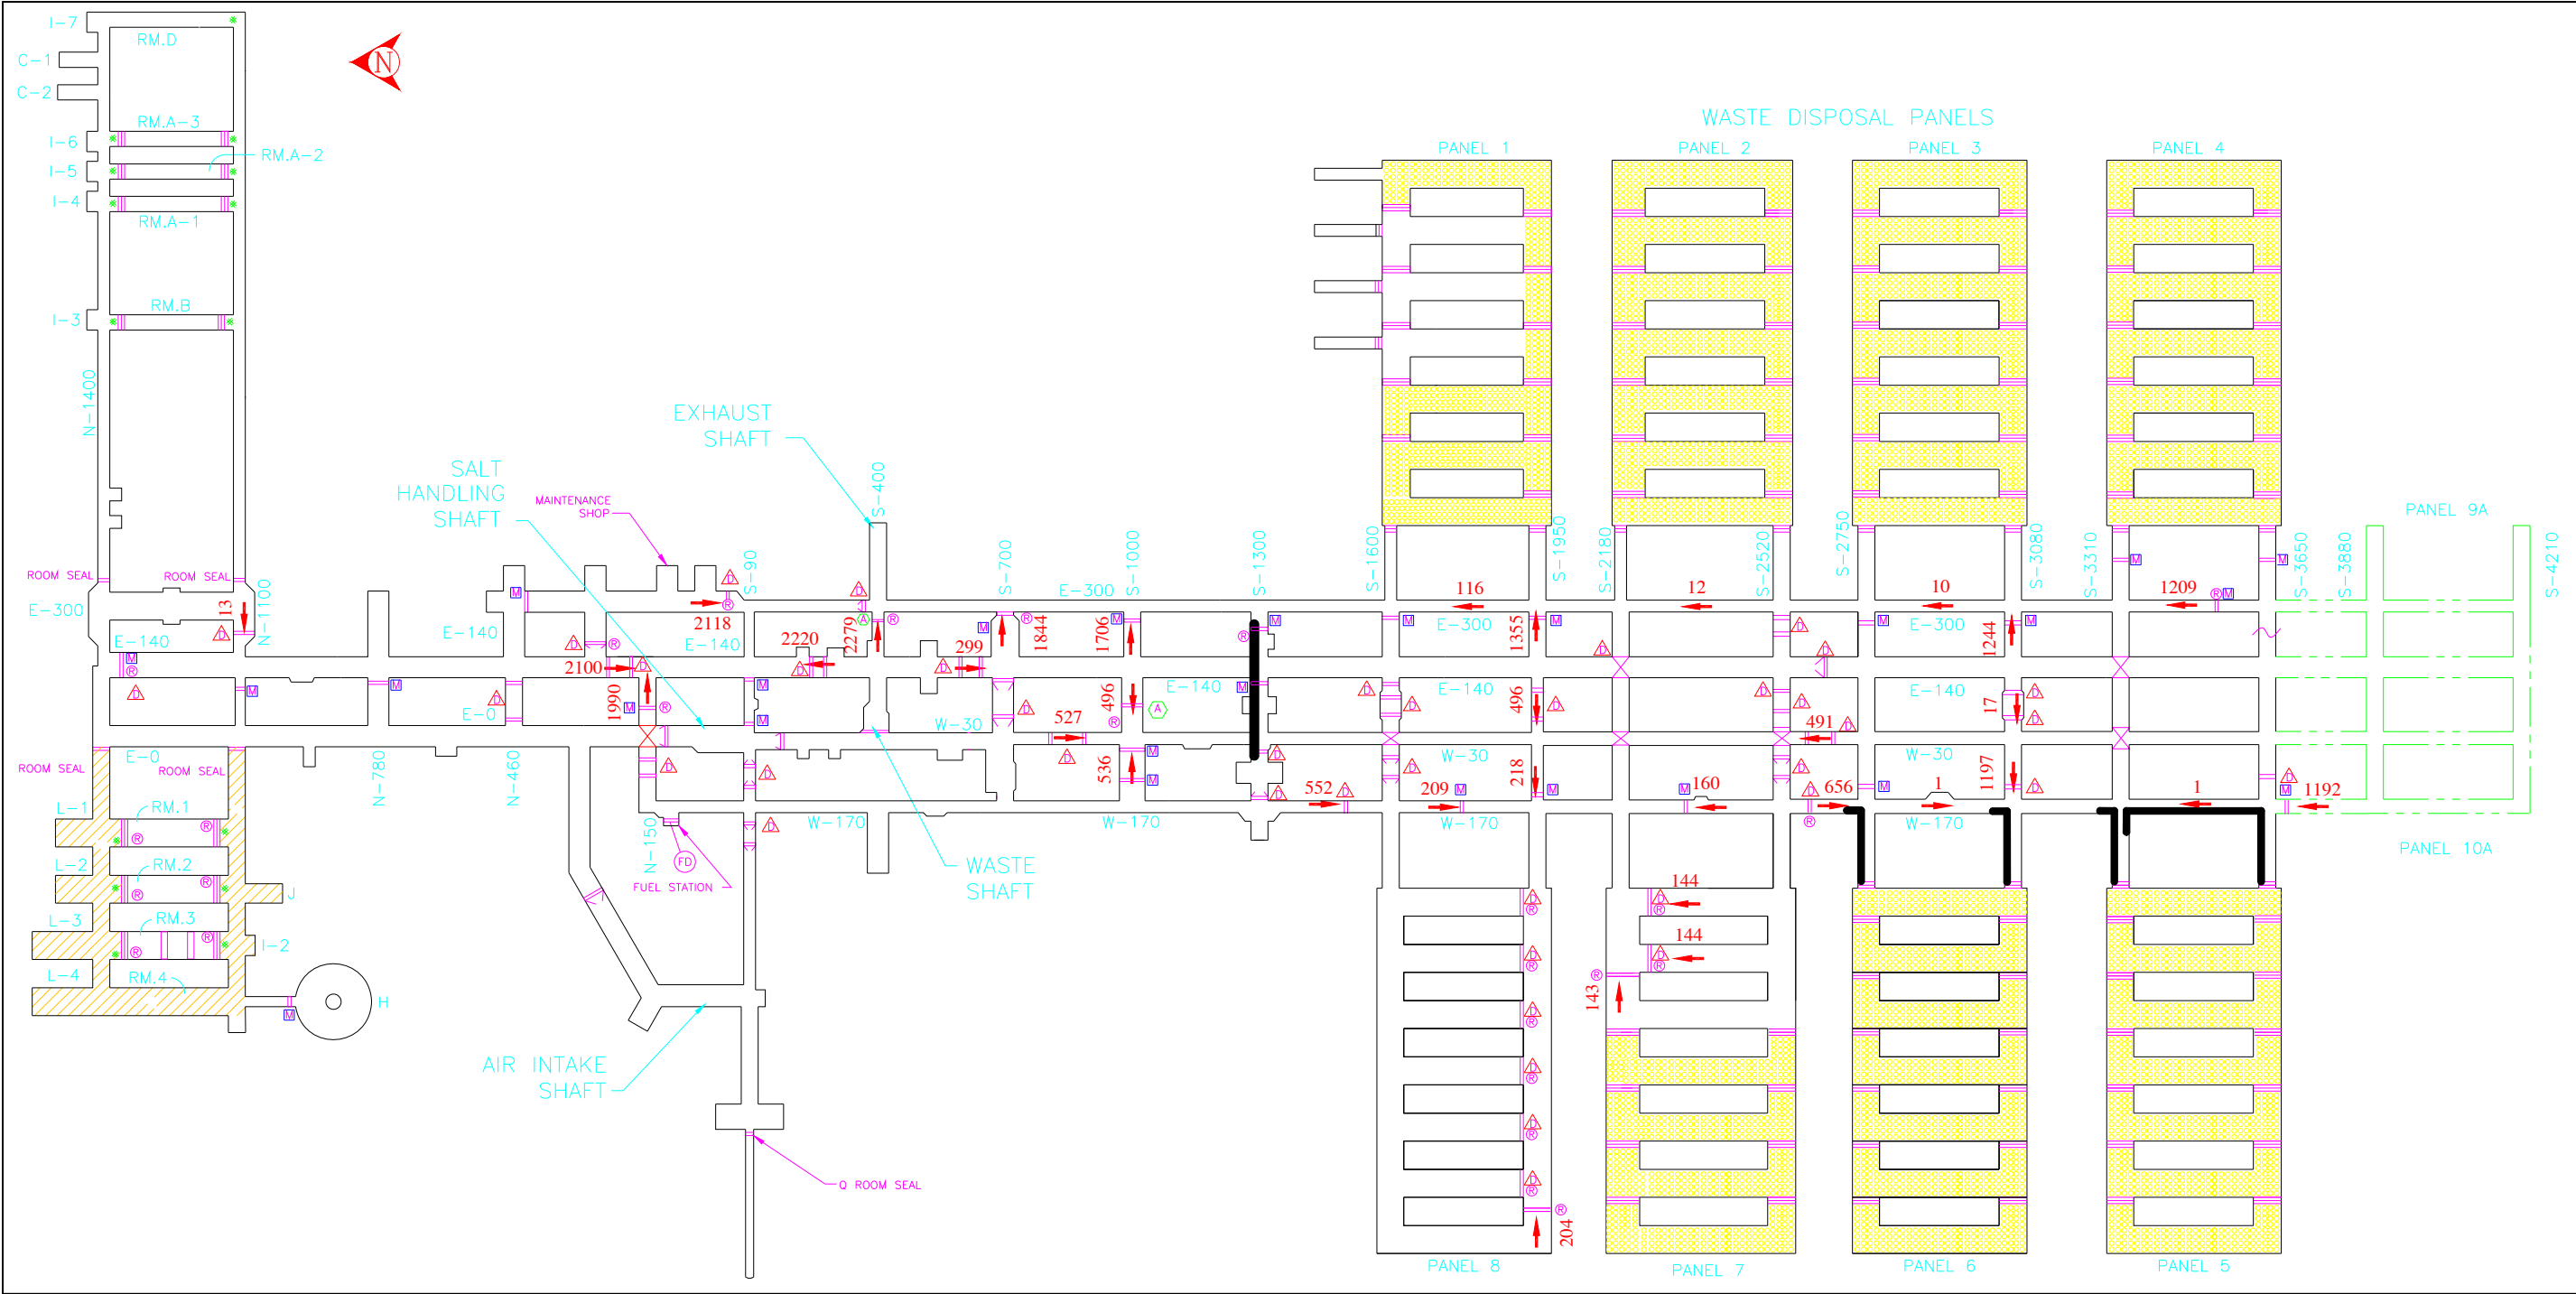 I-7
C-1
C-2
I-6
I-5
I-4
I-3
RM.D
RM.A-3
RM.A-2
RM.A-1
RM.B
N
N-1400
ROOM SEAL
ROOM SEAL
E-300
13
N-1100
E-140
D
M
R
D
M
ROOM SEAL
E-0
ROOM SEAL
L-1
RM.1
L-2
RM.2
L-3
RM.3
L-4
RM.4
R
R
R
R
R
R
J
I-2
H
M
N-780
M
N-460
E-140
M
D
E-0
SALT
HANDLING
SHAFT
MAINTENANCE
SHOP
EXHAUST
SHAFT
S-90
S-400
D
R
2118
E-140
D
R
2100
D
1990
M
R
D
N-150
FD
FUEL STATION
AIR INTAKE
SHAFT
Q ROOM SEAL
WASTE
SHAFT
D
A
R
2220
2279
D
299
D
M
M
M
W-30
D
D
W-170
S-700
R
1844
M
S-1000
E-300
1706
M
S-1300
R
M
E-140
496
R
A
D
527
D
536
M
M
W-170
D
552
D
WASTE DISPOSAL PANELS
PANEL 1
PANEL 2
PANEL 3
PANEL 4
S-1600
S-1950
S-2180
S-2520
S-2750
S-3080
S-3310
S-3650
S-3880
S-4210
PANEL 9A
PANEL 10A
116
12
10
1209
R
M
M
M
M
E-300
1355
M
D
D
D
M
E-300
1244
M
D
E-140
D
496
D
D
E-140
17
D
D
491
D
W-30
D
209
M
218
M
W-170
160
M
D
D
656
R
M
W-30
1
1197
D
W-170
1
D
M
1192
144
D
R
144
D
R
143
R
D
R
D
R
D
R
D
R
D
R
D
R
R
204
PANEL 8
PANEL 7
PANEL 6
PANEL 5